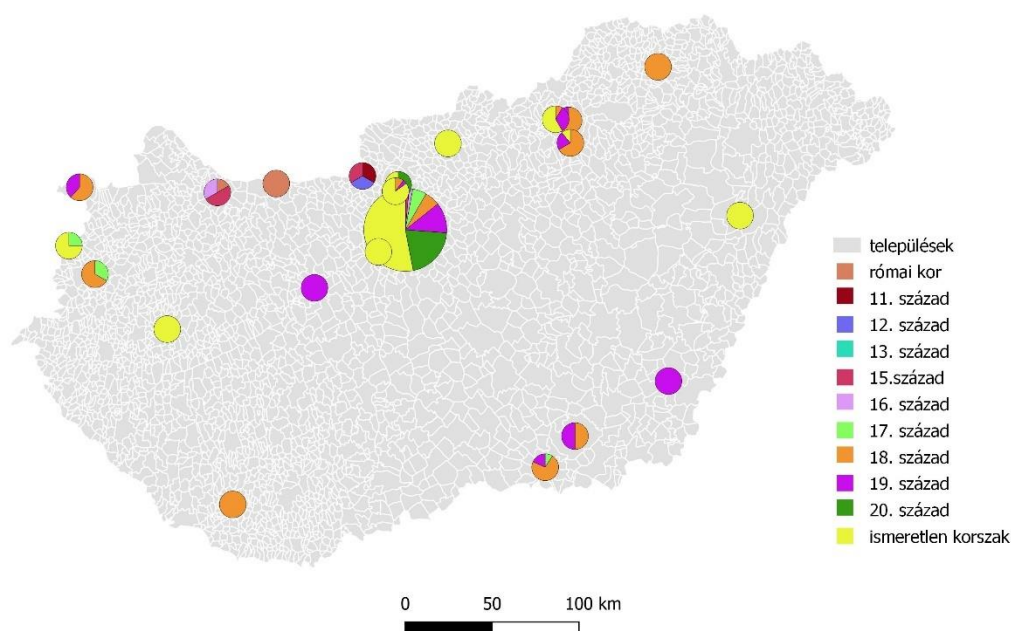 települések
római kor
11. század
12. század
13. század
15.század
16. század
17. század
18. század
19. század
20. század
ismeretlen korszak
0 50 100 km